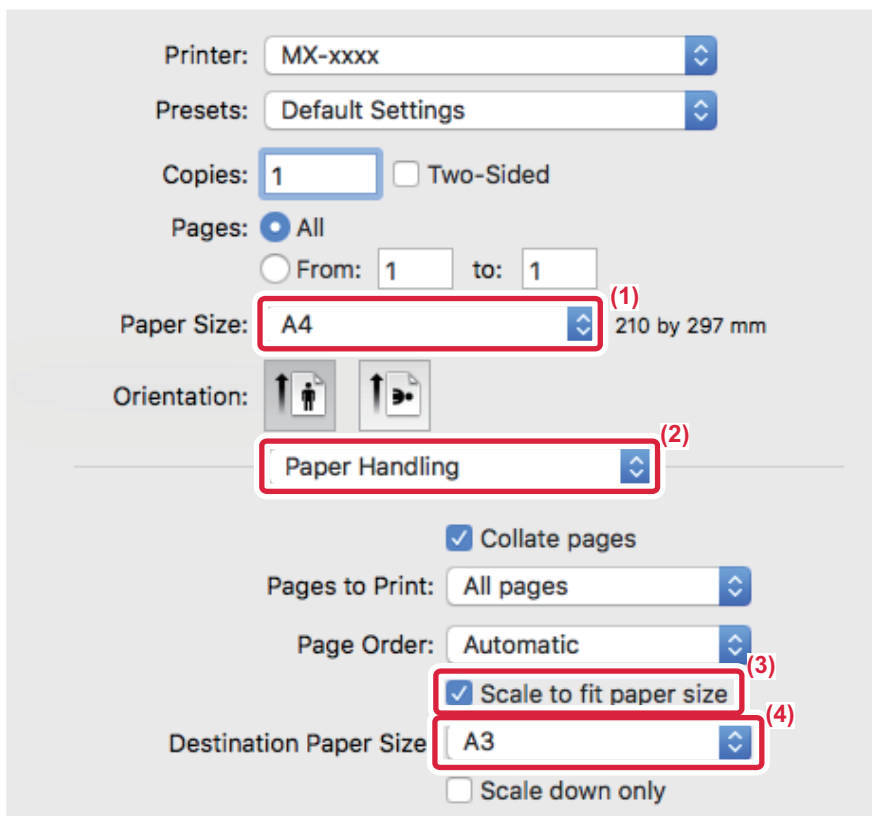 Printer: MX-xxxx
Presets: Default Settings
Copies: 1 Two-Sided
Pages: All
From: 1 to: 1
(1)
Paper Size: A4 210 by 297 mm
Orientation:
(2)
Paper Handling
Collate pages
Pages to Print: All pages
Page Order: Automatic
(3)
Scale to fit paper size
(4)
Destination Paper Size A3
Scale down only